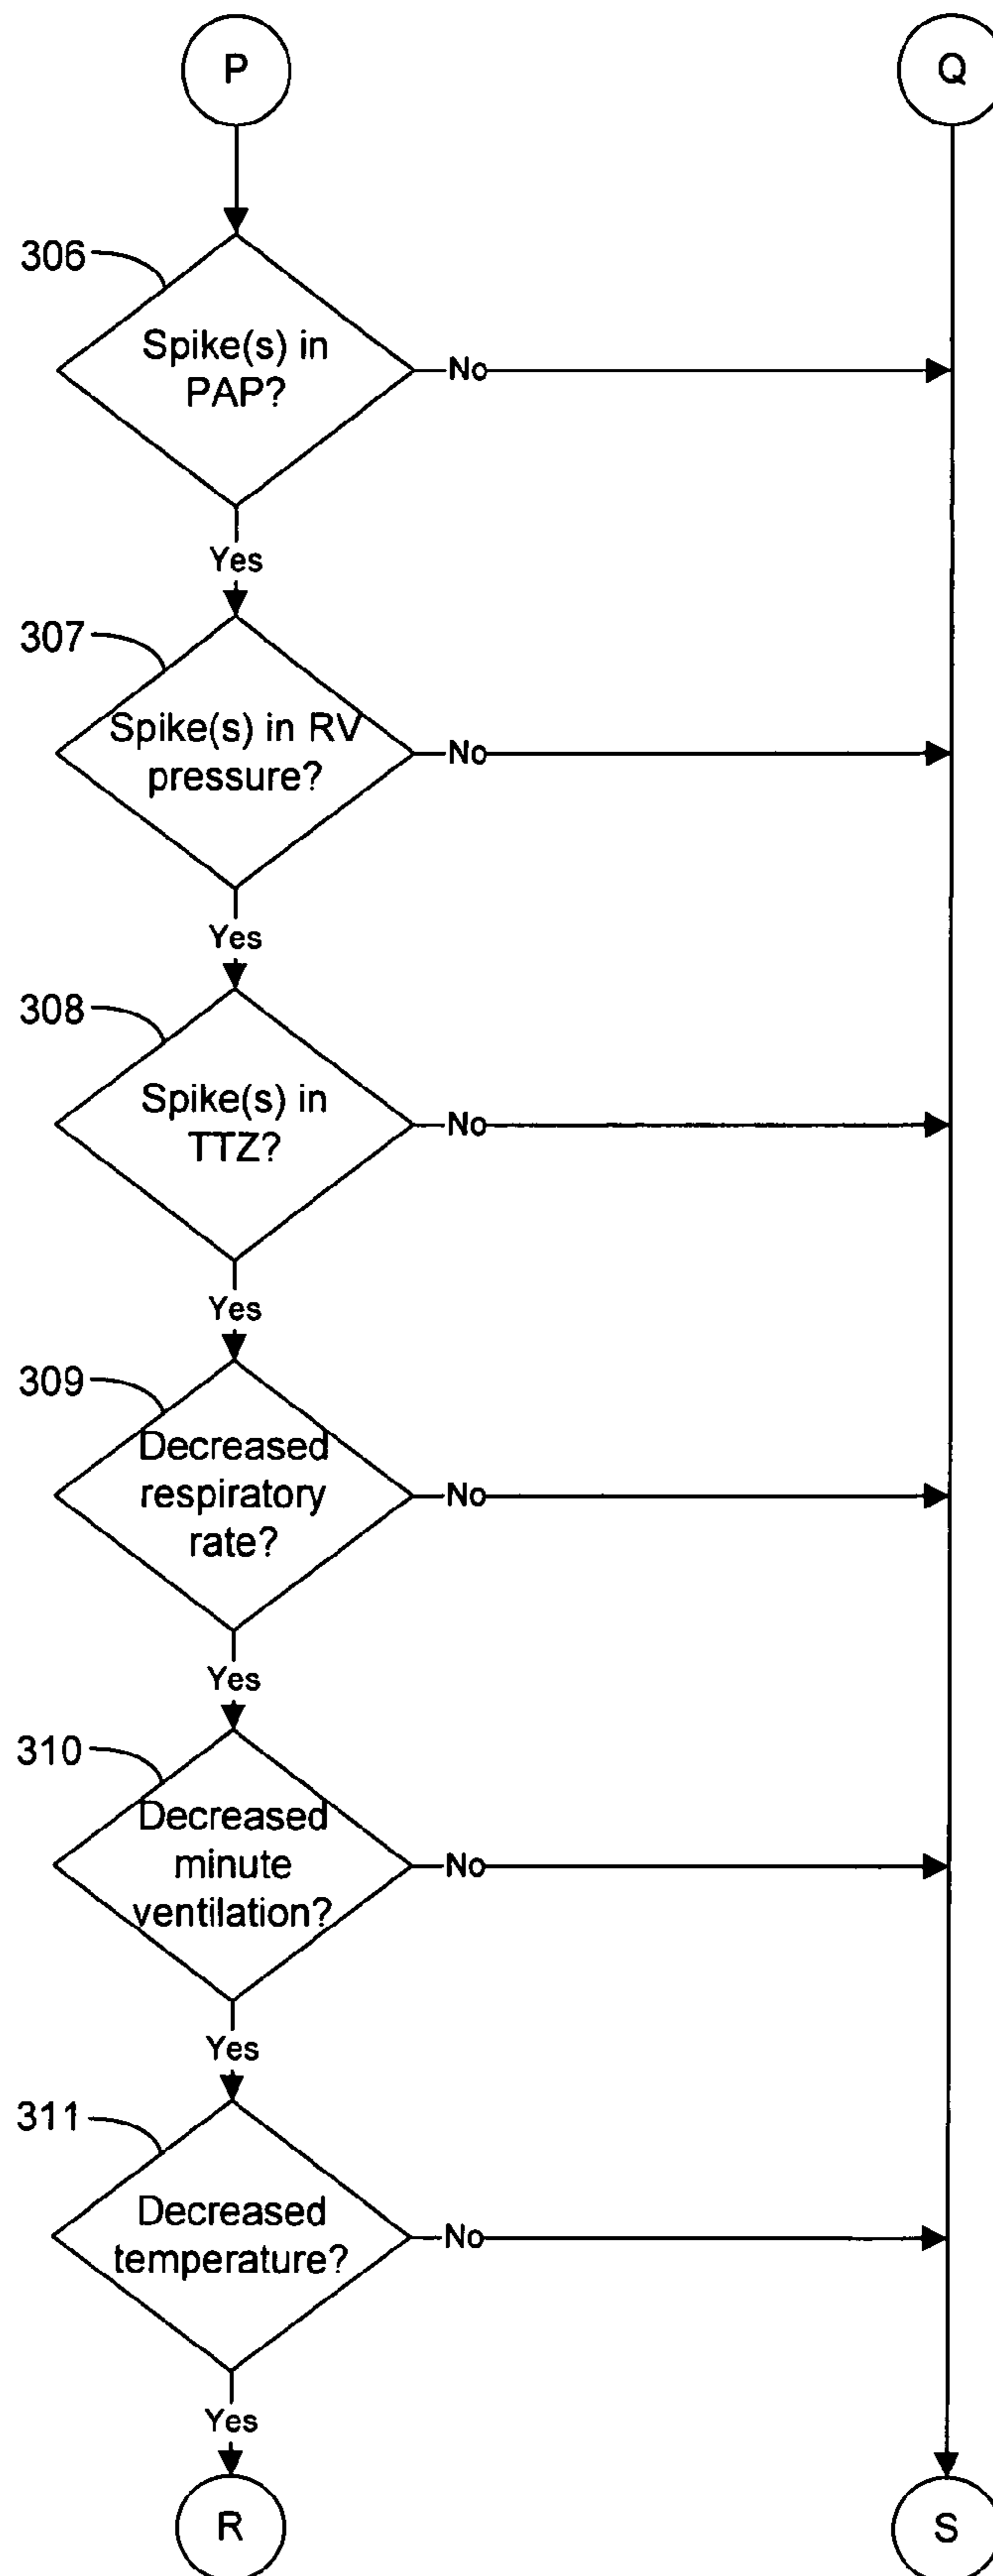 P
Q
306
Spike(s) in
PAP?
No
Yes
307
Spike(s) in RV
pressure?
No
Yes
308
Spike(s) in
TTZ?
No
Yes
309
Decreased
respiratory
rate?
No
Yes
310
Decreased
minute
ventilation?
No
Yes
311
Decreased
temperature?
No
Yes
R
S